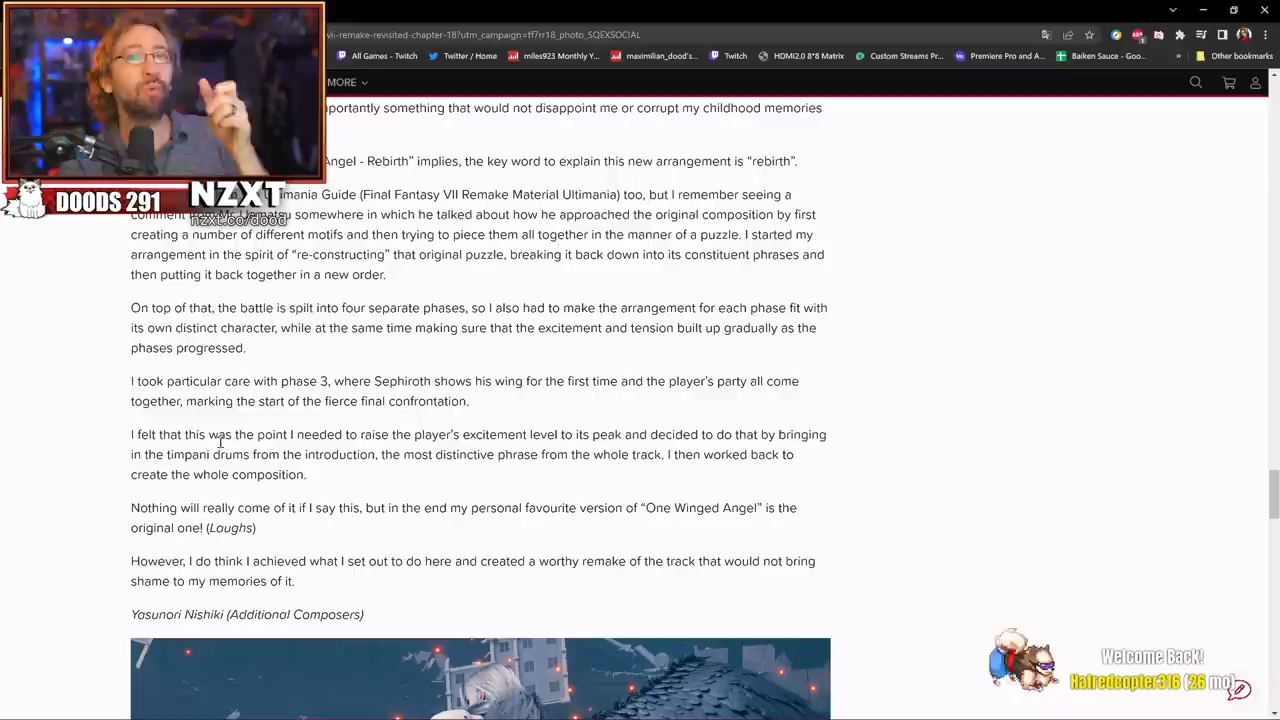 vii-remake-revisited-chapter-18?utm_campaign=ff7rr18_photo_SQEXSOCIAL
All Games - Twitch
Twitter / Home
miles923 Monthly Y...
maximilian_dood's...
Twitch
HDMI2.0 8*8 Matrix
Custom Streams Pr...
Premiere Pro and A...
Baiken Sauce - Goo...
Other bookmarks
MORE
portantly something that would not disappoint me or corrupt my childhood memories
Angel - Rebirth” implies, the key word to explain this new arrangement is “rebirth”.
Guide (Final Fantasy VII Remake Material Ultimania) too, but I remember seeing a
somewhere in which he talked about how he approached the original composition by first
creating a number of different motifs and then trying to piece them all together in the manner of a puzzle. I started my
arrangement in the spirit of “re-constructing” that original puzzle, breaking it back down into its constituent phrases and
then putting it back together in a new order.
On top of that, the battle is spilt into four separate phases, so I also had to make the arrangement for each phase fit with
its own distinct character, while at the same time making sure that the excitement and tension built up gradually as the
phases progressed.
I took particular care with phase 3, where Sephiroth shows his wing for the first time and the player’s party all come
together, marking the start of the fierce final confrontation.
I felt that this was the point I needed to raise the player’s excitement level to its peak and decided to do that by bringing
in the timpani drums from the introduction, the most distinctive phrase from the whole track. I then worked back to
create the whole composition.
Nothing will really come of it if I say this, but in the end my personal favourite version of “One Winged Angel” is the
original one! (Laughs)
However, I do think I achieved what I set out to do here and created a worthy remake of the track that would not bring
shame to my memories of it.
Yasunori Nishiki (Additional Composers)
DOODS 291
NZXT
nzxt.co/dood
Welcome Back!
Halredcopter316 (26 mo)